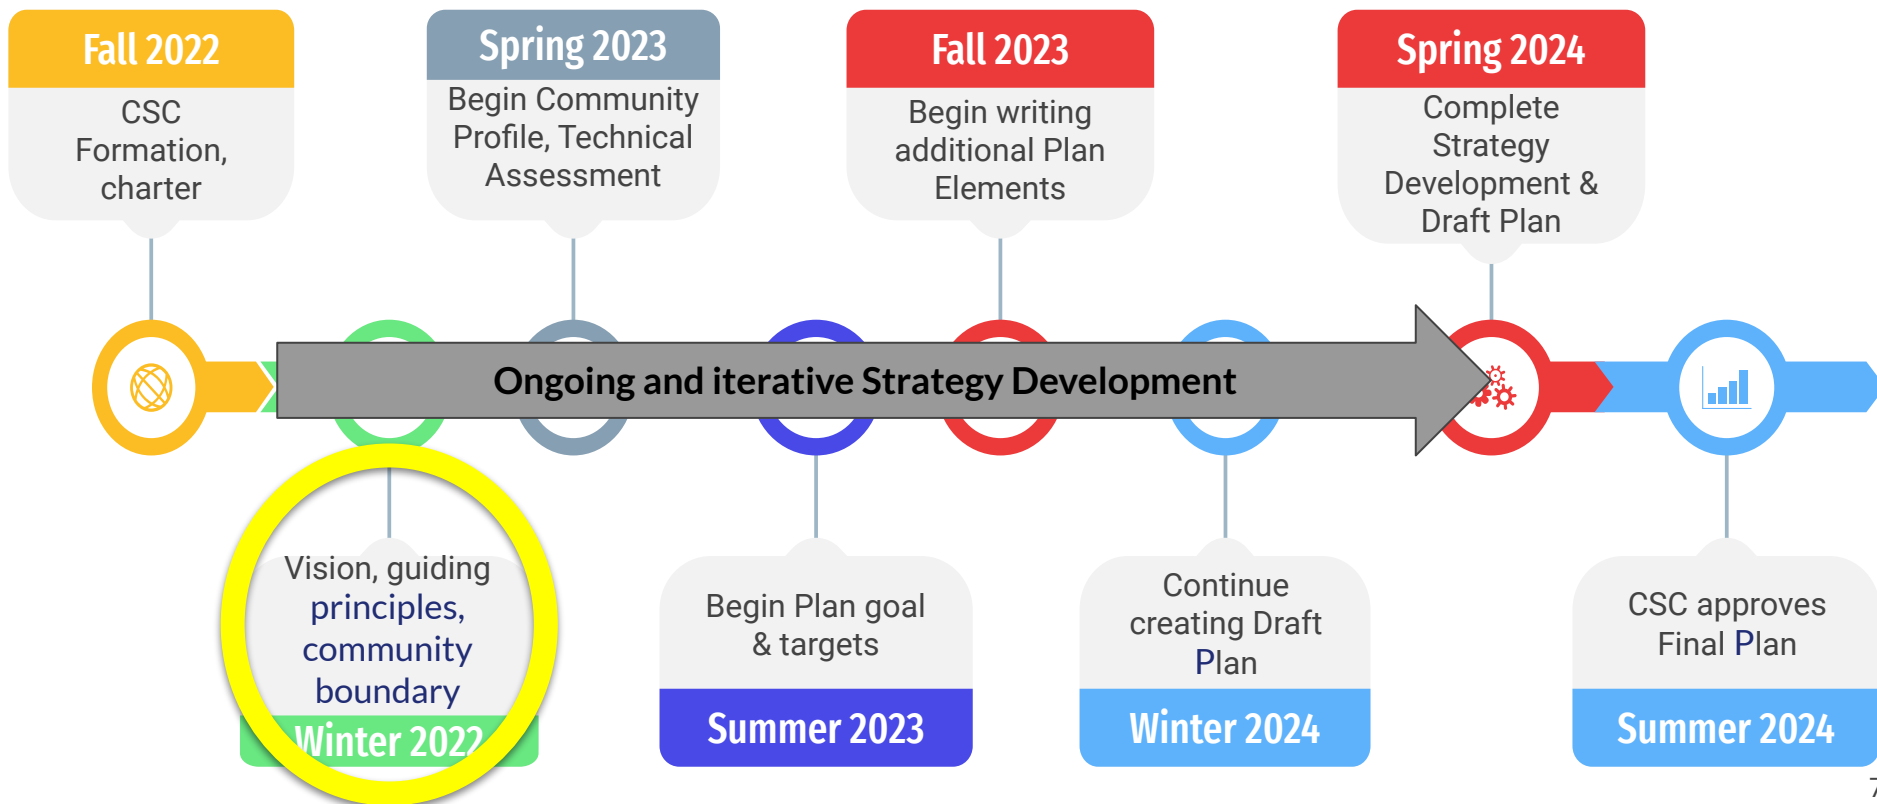 Fall 2022
CSC
Formation,
charter
Spring 2023
Begin Community
Profile, Technical
Assessment
Fall 2023
Begin writing
additional Plan
Elements
Spring 2024
Complete
Strategy
Development &
Draft Plan
Ongoing and iterative Strategy Development
Vision, guiding
principles,
community
boundary
Winter 2022
Begin Plan goal
& targets
Summer 2023
Continue
creating Draft
Plan
Winter 2024
CSC approves
Final Plan
Summer 2024
7